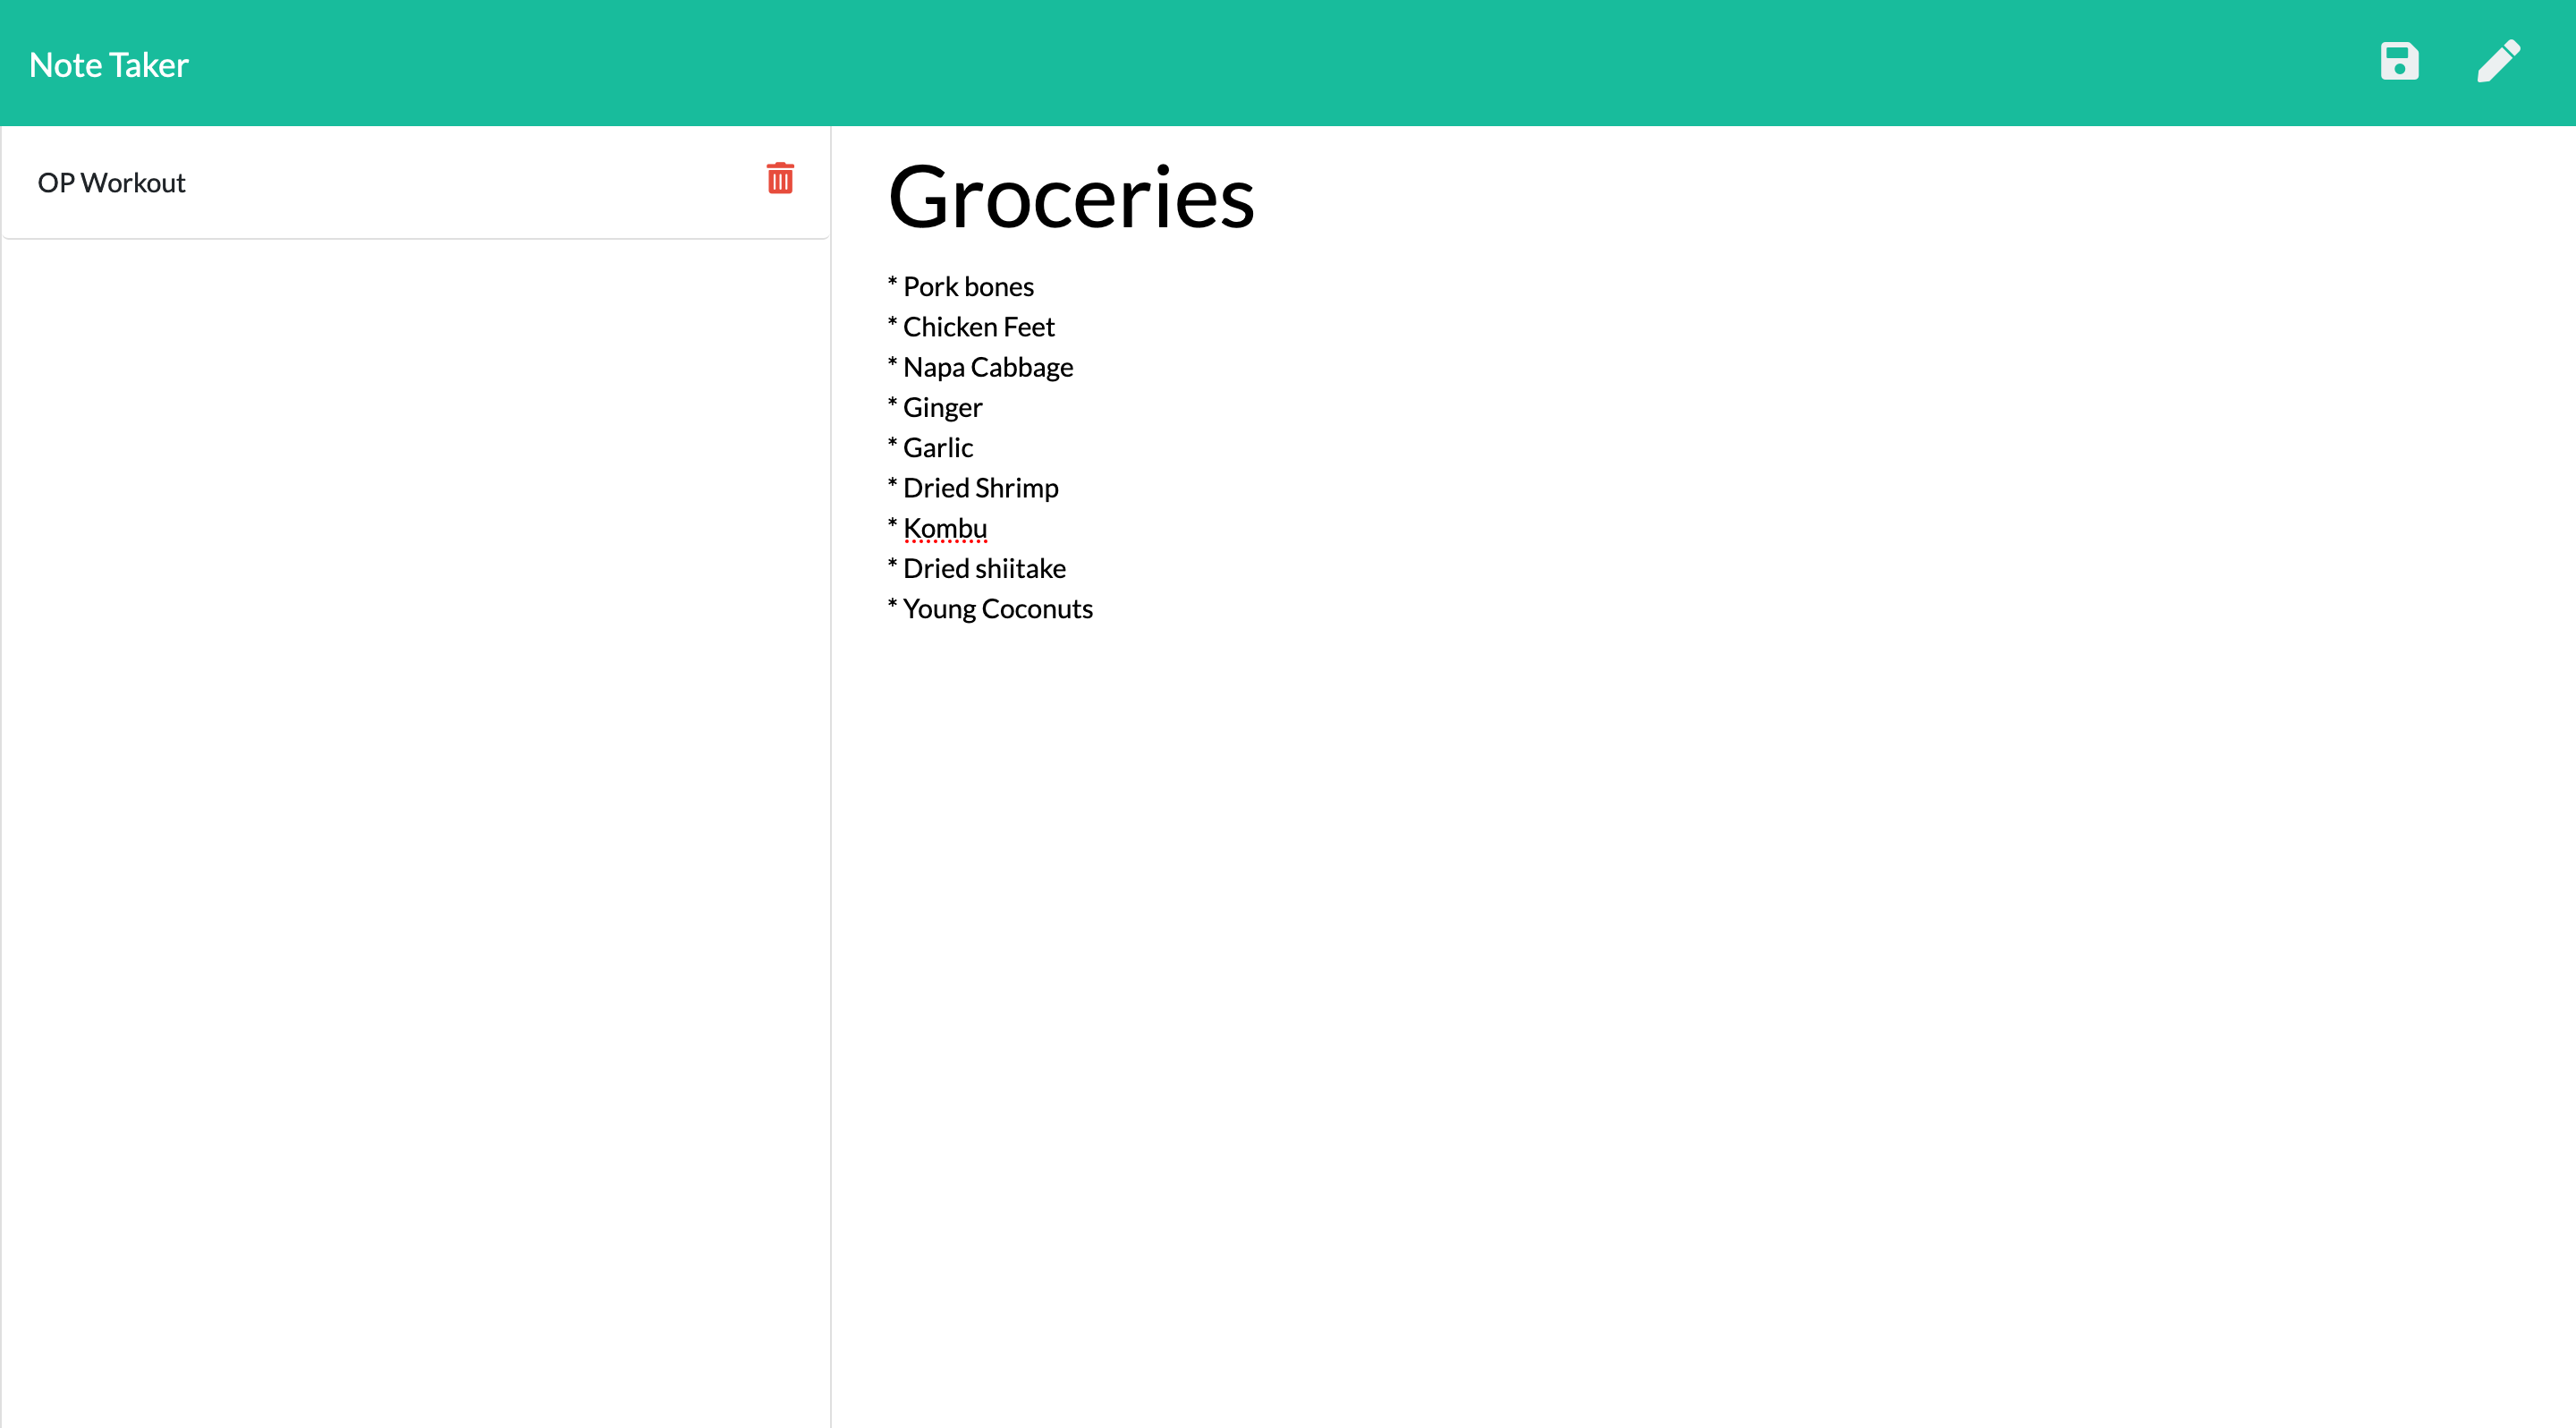 Note Taker
OP Workout
Groceries
* Pork bones
* Chicken Feet
* Napa Cabbage
* Ginger
* Garlic
* Dried Shrimp
* Kombu
* Dried shiitake
* Young Coconuts